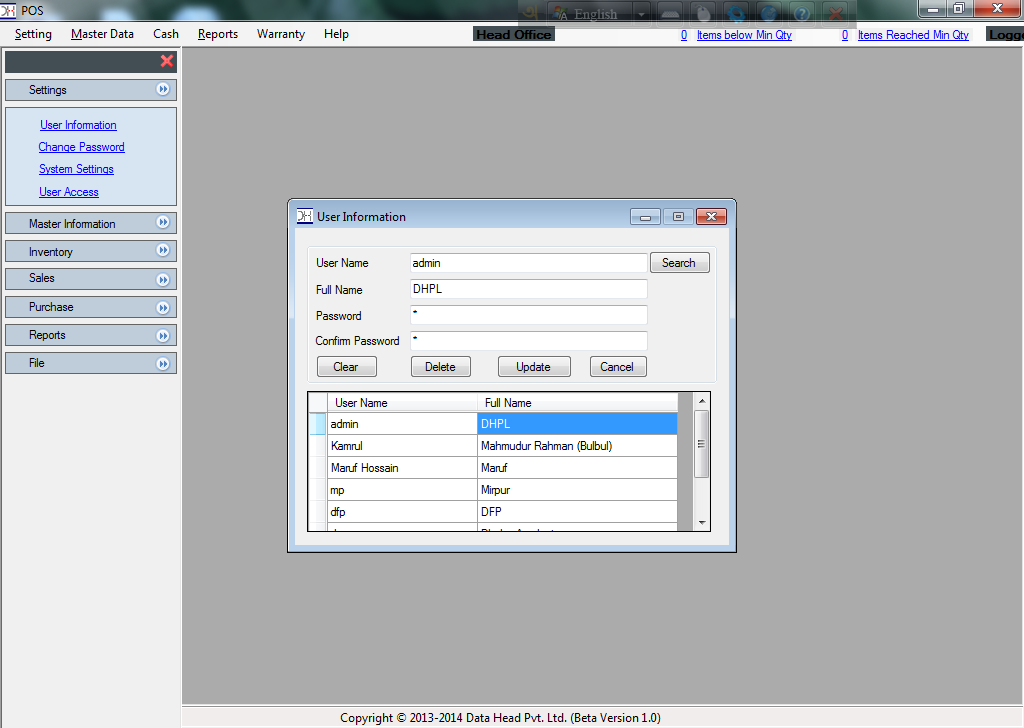 POS
English
Setting Master Data Cash Reports Warranty Help Head Office 0 Items below Min Qty 0 Items Reached Min Qty
Settings
User Information
Change Password
System Settings
User Access
Master Information
Inventory
Sales
Purchase
Reports
File
User Information
User Name admin Search
Full Name DHPL
Password *
Confirm Password *
Clear Delete Update Cancel
User Name Full Name
admin DHPL
Kamrul Mahmudur Rahman (Bulbul)
Maruf Hossain Maruf
mp Mirpur
dfp DFP
Copyright © 2013-2014 Data Head Pvt. Ltd. (Beta Version 1.0)